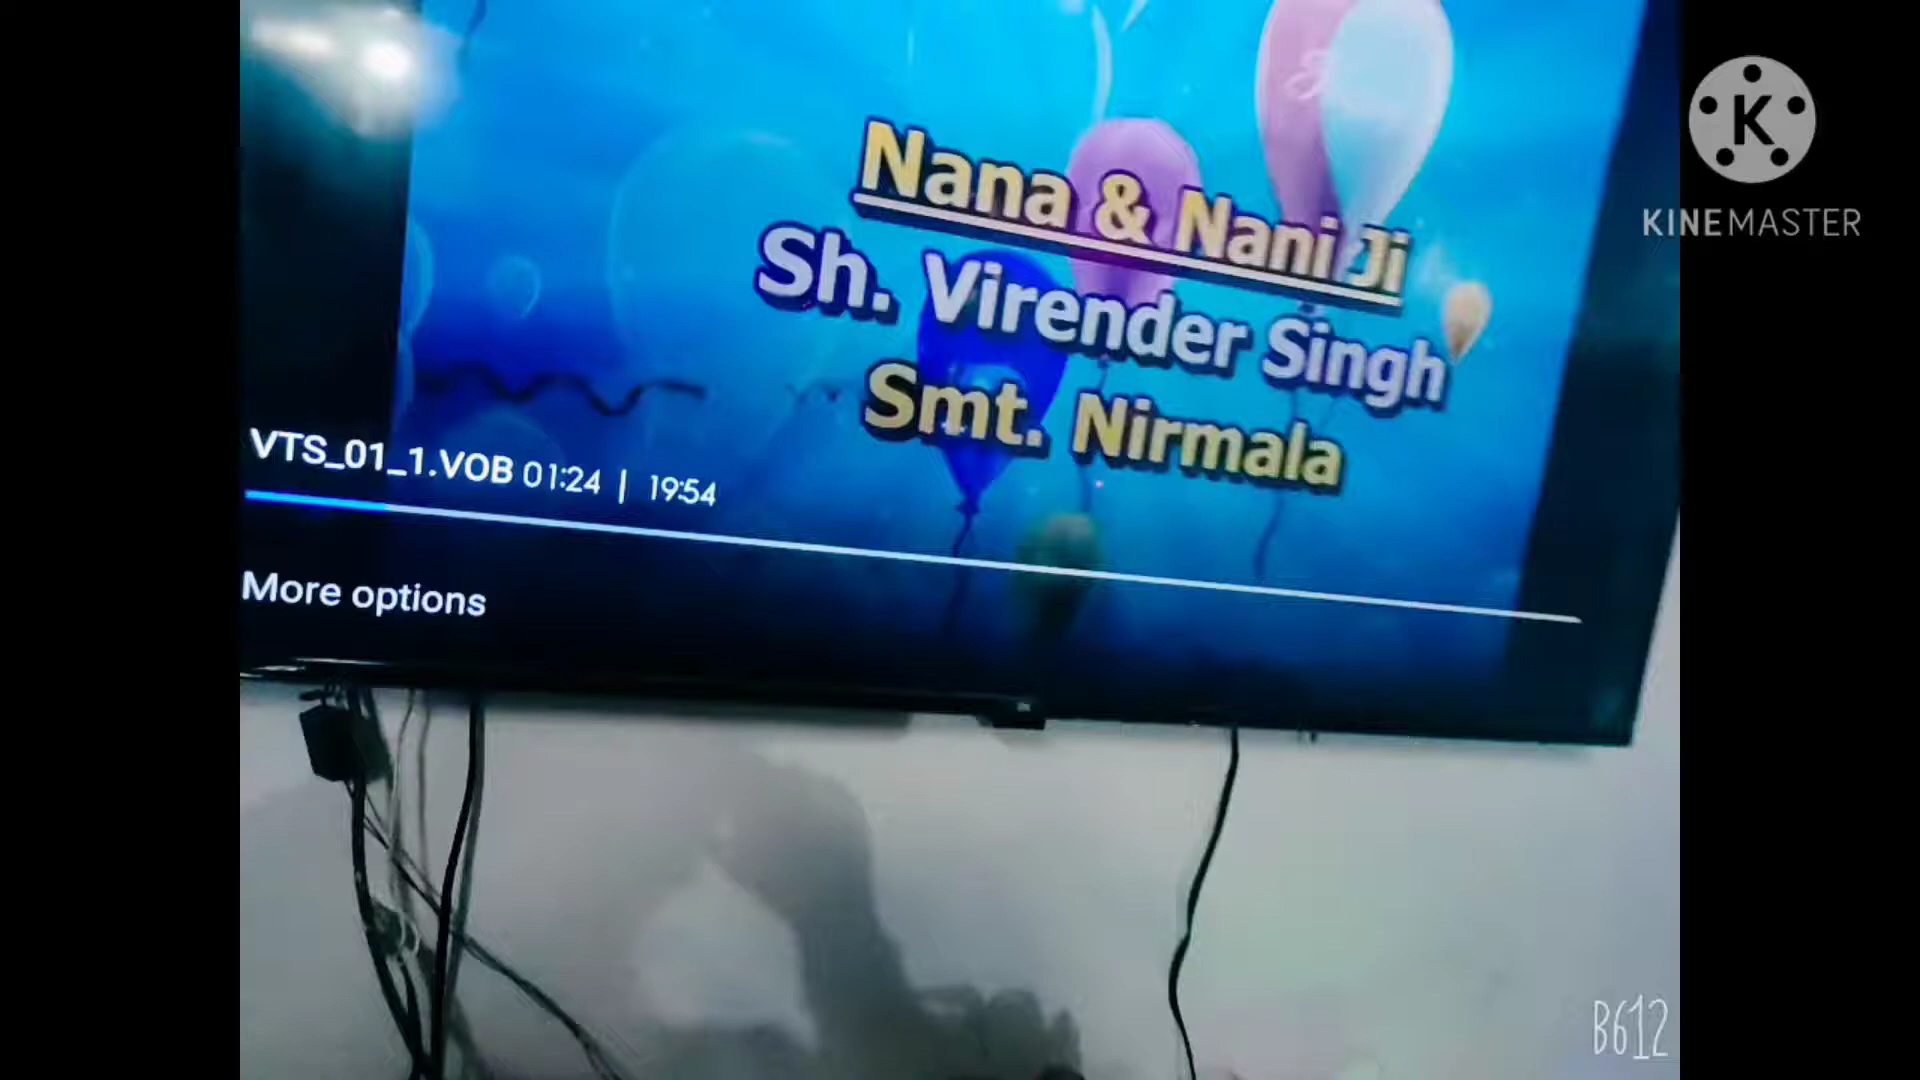 Nana & Nani Ji
Sh. Virender Singh
Smt. Nirmala
VTS_01_1.VOB 01:24 | 19:54
More options
K
KINEMASTER
B612